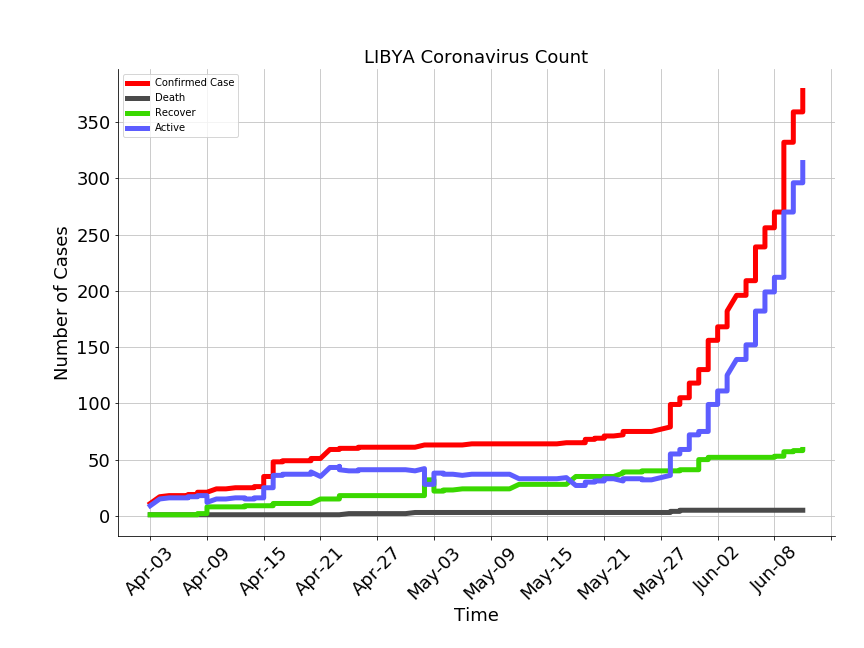 LIBYA Coronavirus Count
Confirmed Case
Death
Recover
Active
Number of Cases
350
300
250
200
150
100
50
0
Apr-03
Apr-09
Apr-15
Apr-21
Apr-27
May-03
May-09
May-15
May-21
May-27
Jun-02
Jun-08
Time